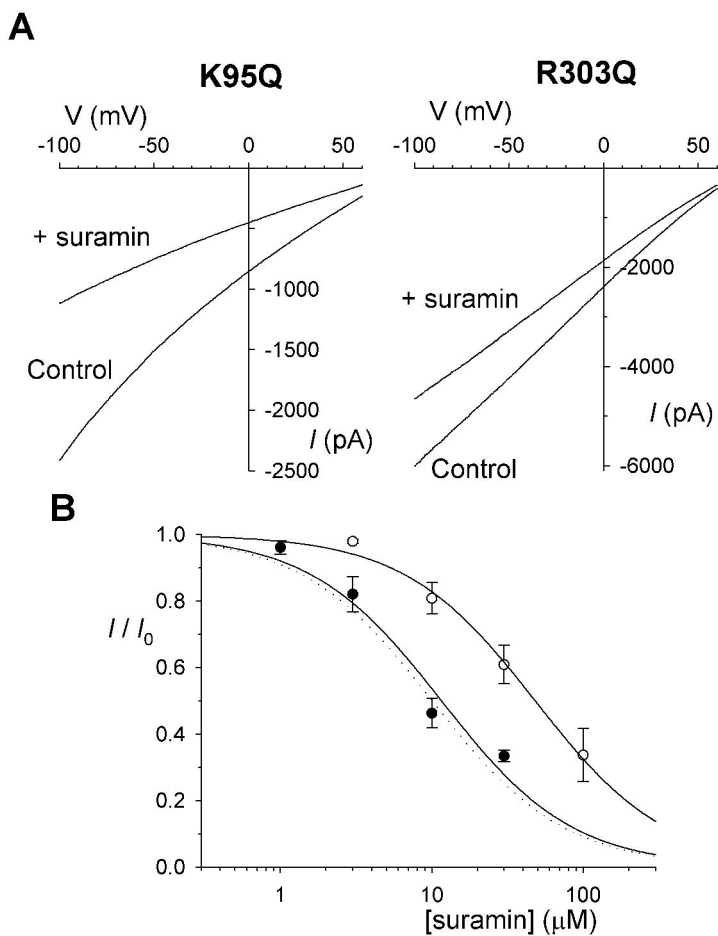 A
K95Q
R303Q
V (mV)
V (mV)
-100 -50 0 50
-100 -50 0 50
+ suramin
-1000
-2000
+ suramin
Control
-1500
-4000
-2000
I (pA)
I (pA)
Control
-2500
-6000
B
1.0
0.8
I / I0
0.6
0.4
0.2
0.0
1 10 100
[suramin] (μM)